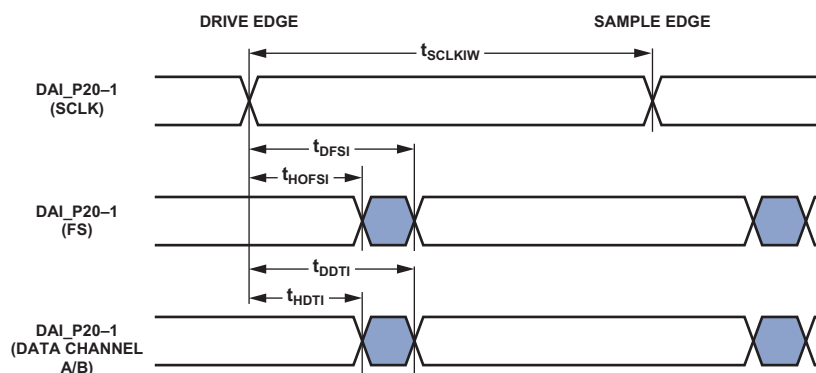 DRIVE EDGE
SAMPLE EDGE
tSCLKIW
DAI_P20–1
(SCLK)
tDFSI
tHOFSI
DAI_P20–1
(FS)
tDDTI
tHDTI
DAI_P20–1
(DATA CHANNEL
A/B)